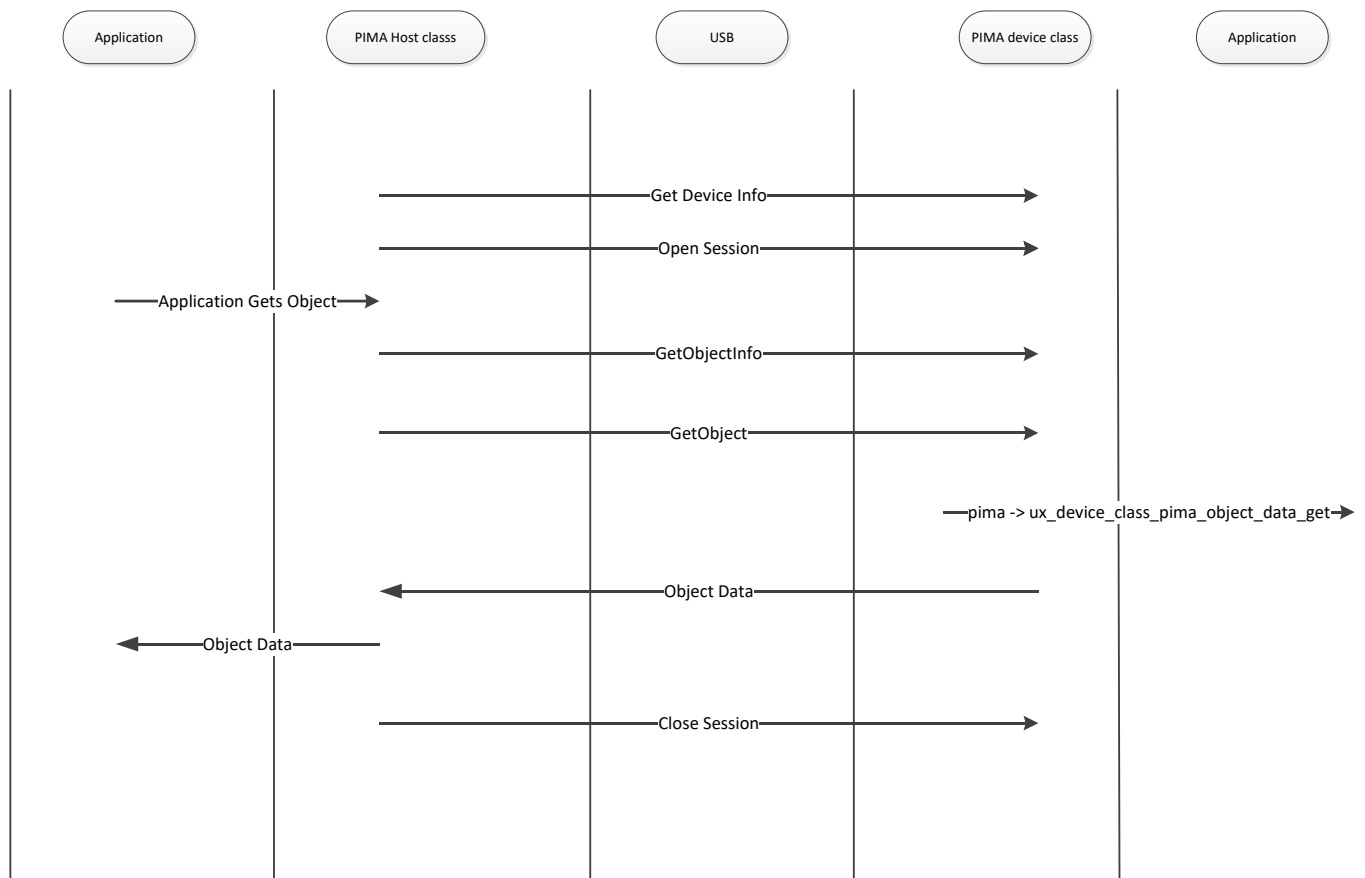 Application
PIMA Host classs
USB
PIMA device class
Application
Get Device Info
Open Session
Application Gets Object
GetObjectInfo
GetObject
pima -> ux_device_class_pima_object_data_get
Object Data
Object Data
Close Session